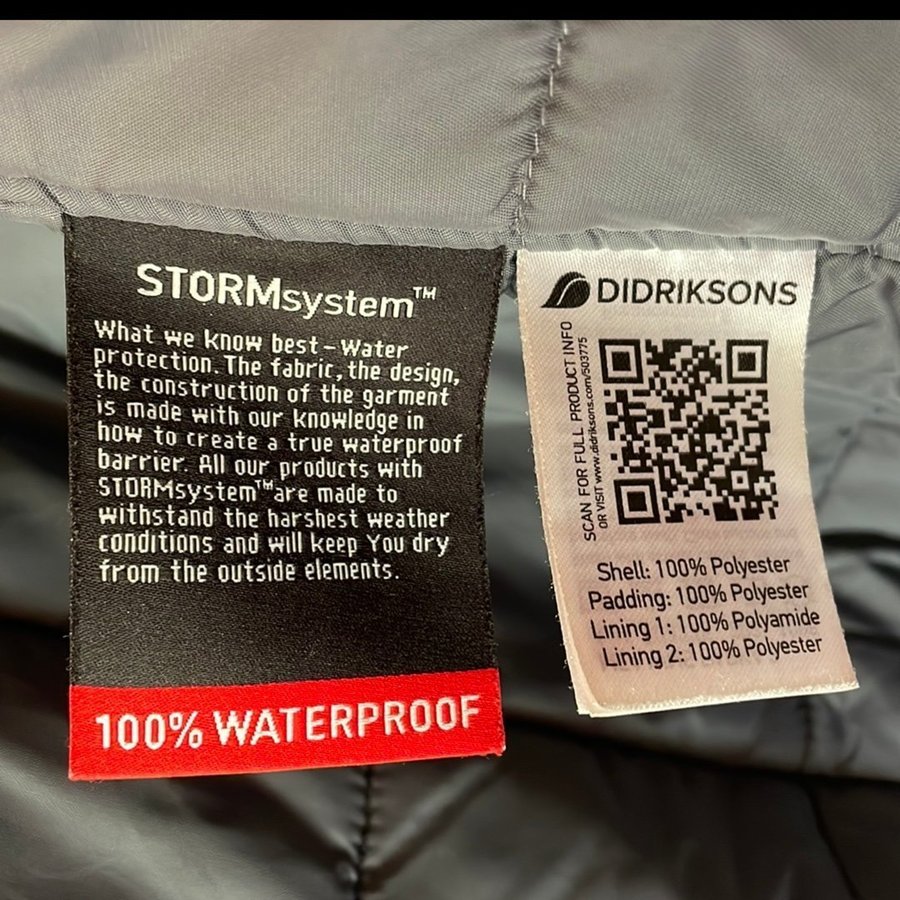 STORMsystem™
What we know best – Water
protection. The fabric, the design,
the construction of the garment
is made with our knowledge in
how to create a true waterproof
barrier. All our products with
STORMsystem™ are made to
withstand the harshest weather
conditions and will keep You dry
from the outside elements.
100% WATERPROOF
DIDRIKSONS
SCAN FOR FULL PRODUCT INFO
OR VISIT www.didriksons.com/503775
Shell: 100% Polyester
Padding: 100% Polyester
Lining 1: 100% Polyamide
Lining 2: 100% Polyester